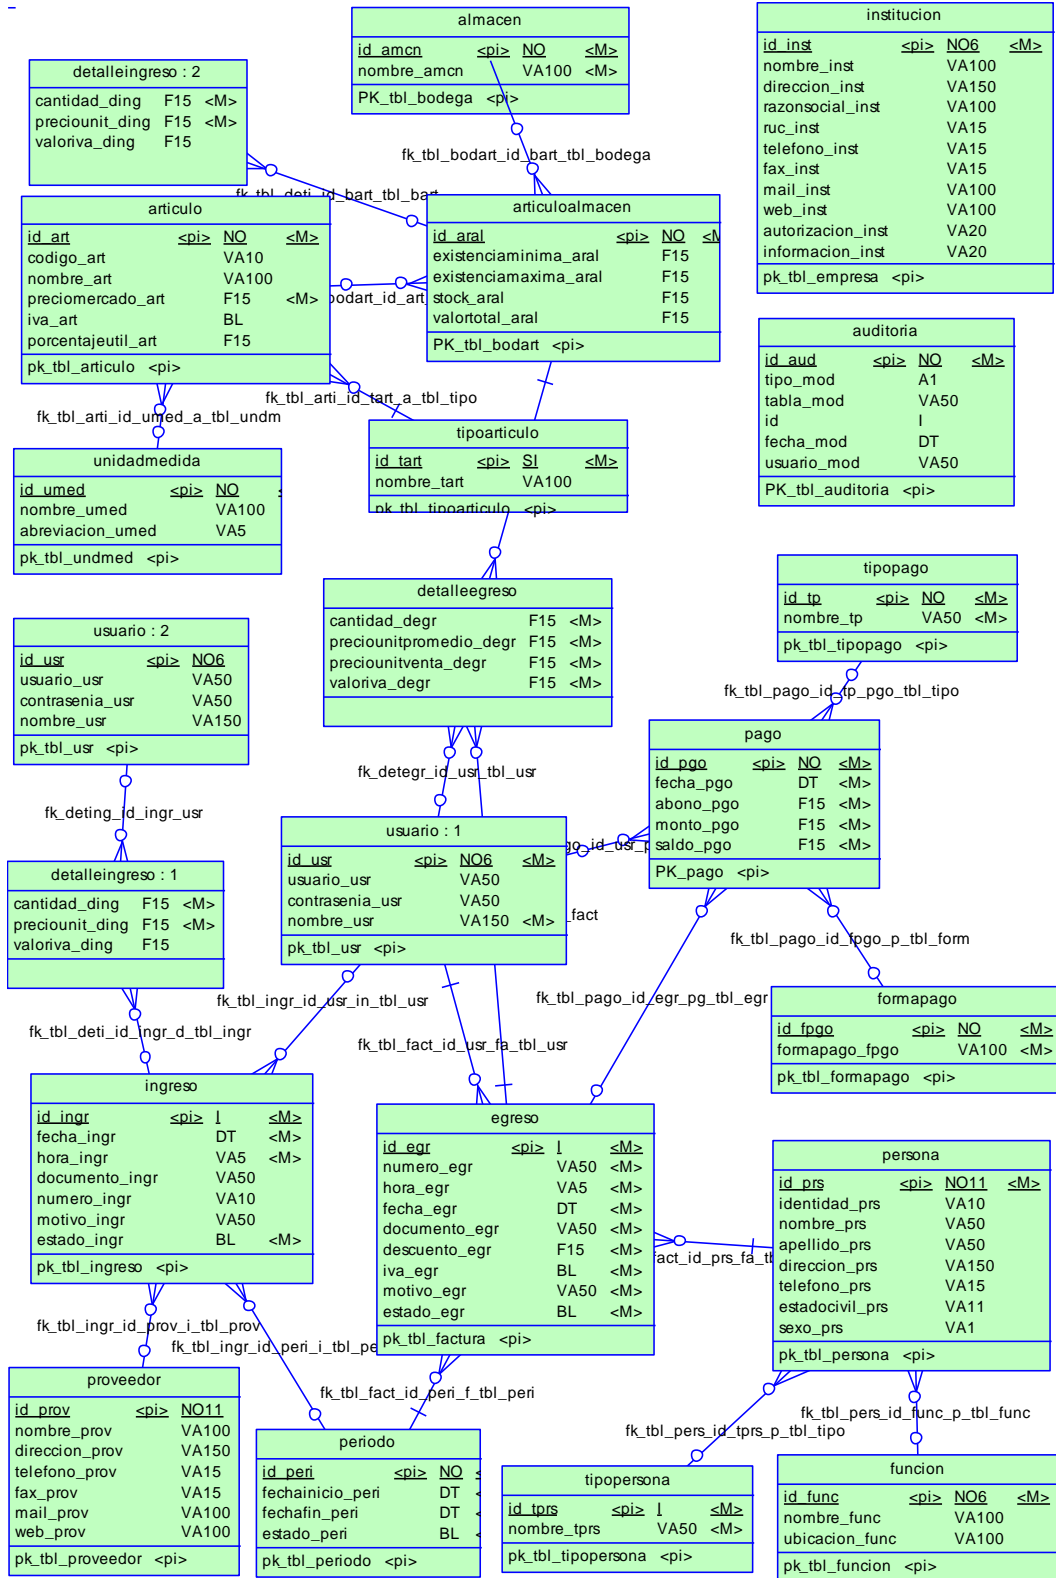 almacen
id_amcn <pi> NO <M>
nombre_amcn VA100 <M>
PK_tbl_bodega <pi>
institucion
id_inst <pi> NO6 <M>
nombre_inst VA100
direccion_inst VA150
razonsocial_inst VA100
ruc_inst VA15
telefono_inst VA15
fax_inst VA15
mail_inst VA100
web_inst VA100
autorizacion_inst VA20
informacion_inst VA20
pk_tbl_empresa <pi>
detalleingreso : 2
cantidad_ding F15 <M>
preciounit_ding F15 <M>
valoriva_ding F15
fk_tbl_bodart_id_bart_tbl_bodega
fk_tbl_deti_id_bart_tbl_bart
articulo
id_art <pi> NO <M>
codigo_art VA10
nombre_art VA100
preciomercado_art F15 <M>
iva_art BL
porcentajeutil_art F15
pk_tbl_articulo <pi>
bodart_id_art_
articuloalmacen
id_aral <pi> NO <M
existenciaminima_aral F15
existenciamaxima_aral F15
stock_aral F15
valortotal_aral F15
PK_tbl_bodart <pi>
auditoria
id_aud <pi> NO <M>
tipo_mod A1
tabla_mod VA50
id I
fecha_mod DT
usuario_mod VA50
PK_tbl_auditoria <pi>
fk_tbl_arti_id_tart_a_tbl_tipo
fk_tbl_arti_id_umed_a_tbl_undm
tipoarticulo
id_tart <pi> SI <M>
nombre_tart VA100
pk_tbl_tipoarticulo <pi>
unidadmedida
id_umed <pi> NO <
nombre_umed VA100
abreviacion_umed VA5
pk_tbl_undmed <pi>
detalleegreso
cantidad_degr F15 <M>
preciounitpromedio_degr F15 <M>
preciounitventa_degr F15 <M>
valoriva_degr F15 <M>
tipopago
id_tp <pi> NO <M>
nombre_tp VA50 <M>
pk_tbl_tipopago <pi>
usuario : 2
id_usr <pi> NO6
usuario_usr VA50
contrasenia_usr VA50
nombre_usr VA150
pk_tbl_usr <pi>
fk_tbl_pago_id_tp_pgo_tbl_tipo
pago
id_pgo <pi> NO <M>
fecha_pgo DT <M>
abono_pgo F15 <M>
monto_pgo F15 <M>
saldo_pgo F15 <M>
PK_pago <pi>
fk_detegr_id_usr_tbl_usr
fk_deting_id_ingr_usr
usuario : 1
id_usr <pi> NO6 <M>
usuario_usr VA50
contrasenia_usr VA50
nombre_usr VA150 <M>
pk_tbl_usr <pi>
go_id_usr_p
_fact
detalleingreso : 1
cantidad_ding F15 <M>
preciounit_ding F15 <M>
valoriva_ding F15
fk_tbl_pago_id_fpgo_p_tbl_form
fk_tbl_ingr_id_usr_in_tbl_usr
fk_tbl_pago_id_egr_pg_tbl_egr
fk_tbl_deti_id_ingr_d_tbl_ingr
fk_tbl_fact_id_usr_fa_tbl_usr
formapago
id_fpgo <pi> NO <M>
formapago_fpgo VA100 <M>
pk_tbl_formapago <pi>
ingreso
id_ingr <pi> I <M>
fecha_ingr DT <M>
hora_ingr VA5 <M>
documento_ingr VA50
numero_ingr VA10
motivo_ingr VA50
estado_ingr BL <M>
pk_tbl_ingreso <pi>
egreso
id_egr <pi> I <M>
numero_egr VA50 <M>
hora_egr VA5 <M>
fecha_egr DT <M>
documento_egr VA50 <M>
descuento_egr F15 <M>
iva_egr BL <M>
motivo_egr VA50 <M>
estado_egr BL <M>
pk_tbl_factura <pi>
fact_id_prs_fa_tb
persona
id_prs <pi> NO11 <M>
identidad_prs VA10
nombre_prs VA50
apellido_prs VA50
direccion_prs VA150
telefono_prs VA15
estadocivil_prs VA11
sexo_prs VA1
pk_tbl_persona <pi>
fk_tbl_ingr_id_prov_i_tbl_prov
fk_tbl_ingr_id_peri_i_tbl_pe
fk_tbl_fact_id_peri_f_tbl_peri
fk_tbl_pers_id_func_p_tbl_func
fk_tbl_pers_id_tprs_p_tbl_tipo
proveedor
id_prov <pi> NO11
nombre_prov VA100
direccion_prov VA150
telefono_prov VA15
fax_prov VA15
mail_prov VA100
web_prov VA100
pk_tbl_proveedor <pi>
periodo
id_peri <pi> NO <
fechainicio_peri DT <
fechafin_peri DT <
estado_peri BL <
pk_tbl_periodo <pi>
tipopersona
id_tprs <pi> I <M>
nombre_tprs VA50 <M>
pk_tbl_tipopersona <pi>
funcion
id_func <pi> NO6 <M>
nombre_func VA100
ubicacion_func VA100
pk_tbl_funcion <pi>